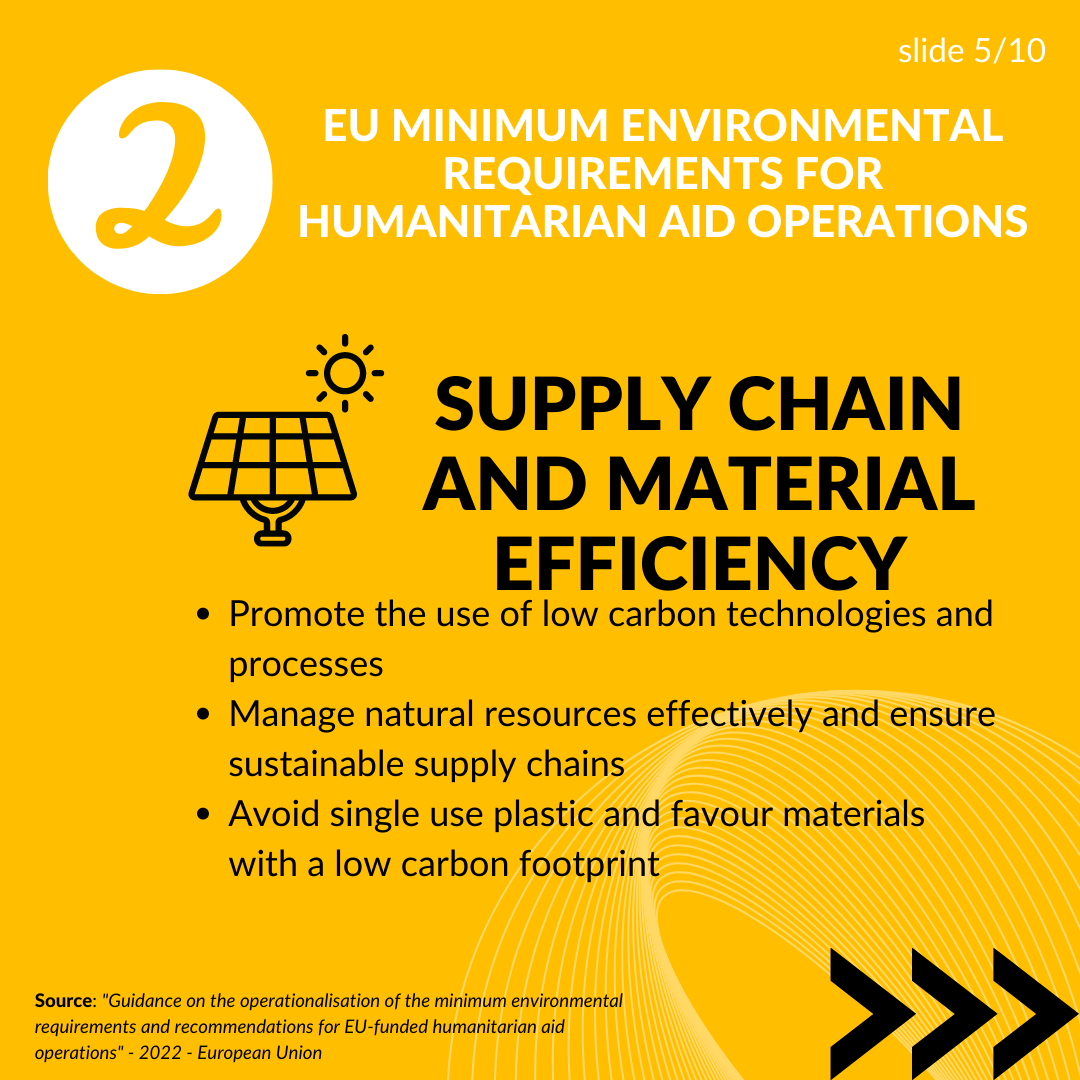 slide 5/10
2
EU MINIMUM ENVIRONMENTAL
REQUIREMENTS FOR
HUMANITARIAN AID OPERATIONS
SUPPLY CHAIN
AND MATERIAL
EFFICIENCY
• Promote the use of low carbon technologies and
processes
• Manage natural resources effectively and ensure
sustainable supply chains
• Avoid single use plastic and favour materials
with a low carbon footprint
Source: "Guidance on the operationalisation of the minimum environmental
requirements and recommendations for EU-funded humanitarian aid
operations" - 2022 - European Union